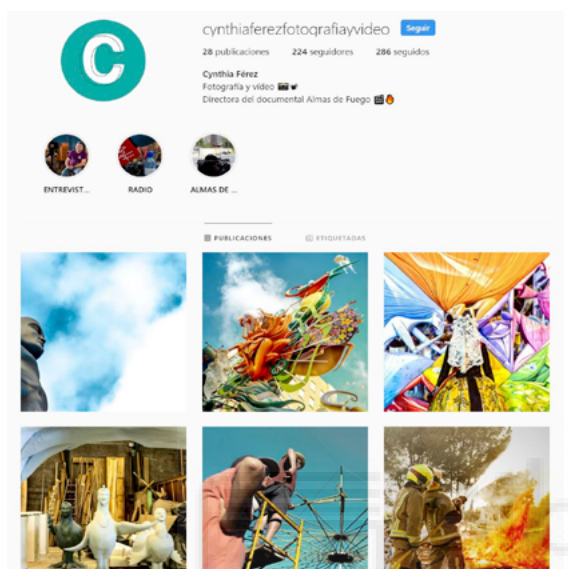 C
cynthiaferezfotografiayvideo Seguir
28 publicaciones 224 seguidores 286 seguidos
Cynthia Férez
Fotografía y vídeo
Directora del documental Almas de Fuego
ENTREVIST... RADIO ALMAS DE ...
PUBLICACIONES ETIQUETADAS